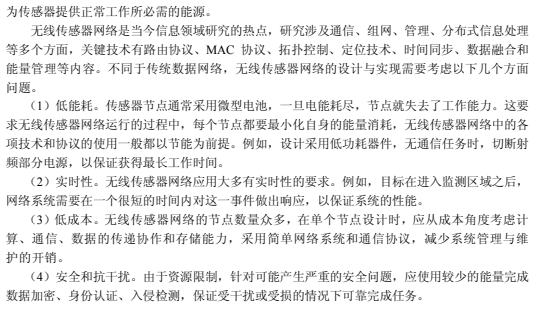 为传感器提供正常工作所必需的能源。
无线传感器网络是当今信息领域研究的热点，研究涉及通信、组网、管理、分布式信息处理
等多个方面，关键技术有路由协议、MAC 协议、拓扑控制、定位技术、时间同步、数据融合和
能量管理等内容。不同于传统数据网络，无线传感器网络的设计与实现需要考虑以下几个方面
问题。
（1）低能耗。传感器节点通常采用微型电池，一旦电能耗尽，节点就失去了工作能力。这要
求无线传感器网络运行的过程中，每个节点都要最小化自身的能量消耗，无线传感器网络中的各
项技术和协议的使用一般都以节能为前提。例如，设计采用低功耗器件，无通信任务时，切断射
频部分电源，以保证获得最长工作时间。
（2）实时性。无线传感器网络应用大多有实时性的要求。例如，目标在进入监测区域之后，
网络系统需要在一个很短的时间内对这一事件做出响应，以保证系统的性能。
（3）低成本。无线传感器网络的节点数量众多，在单个节点设计时，应从成本角度考虑计
算、通信、数据的传递协作和存储能力，采用简单网络系统和通信协议，减少系统管理与维
护的开销。
（4）安全和抗干扰。由于资源限制，针对可能产生严重的安全问题，应使用较少的能量完成
数据加密、身份认证、入侵检测，保证受干扰或受损的情况下可靠完成任务。